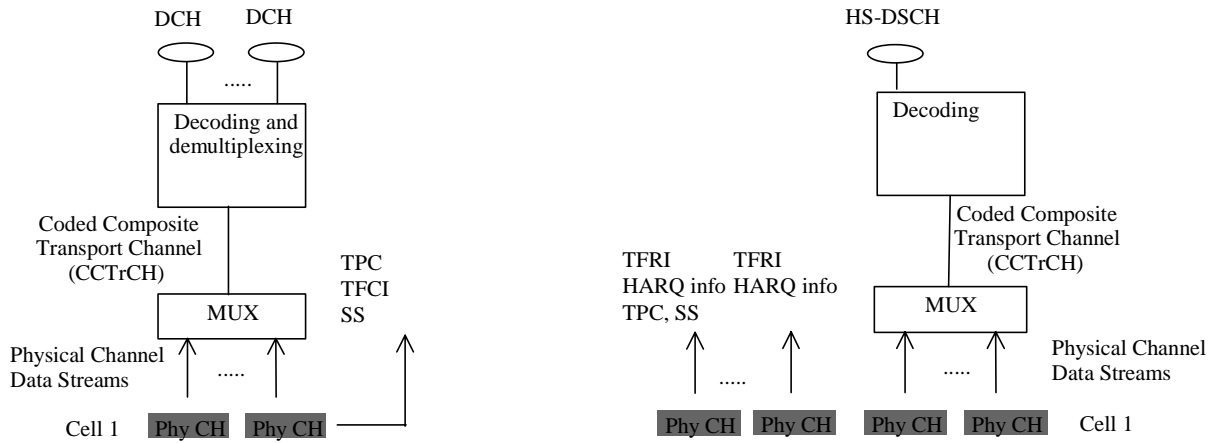 DCH
DCH
.....
Decoding and
demultiplexing
Coded Composite
Transport Channel
(CCTrCH)
TPC
TFCI
SS
MUX
Physical Channel
Data Streams
.....
Cell 1
Phy CH
Phy CH
HS-DSCH
Decoding
Coded Composite
Transport Channel
(CCTrCH)
TFRI
HARQ info
TPC, SS
TFRI
HARQ info
MUX
.....
.....
Physical Channel
Data Streams
Phy CH
Phy CH
Phy CH
Phy CH
Cell 1